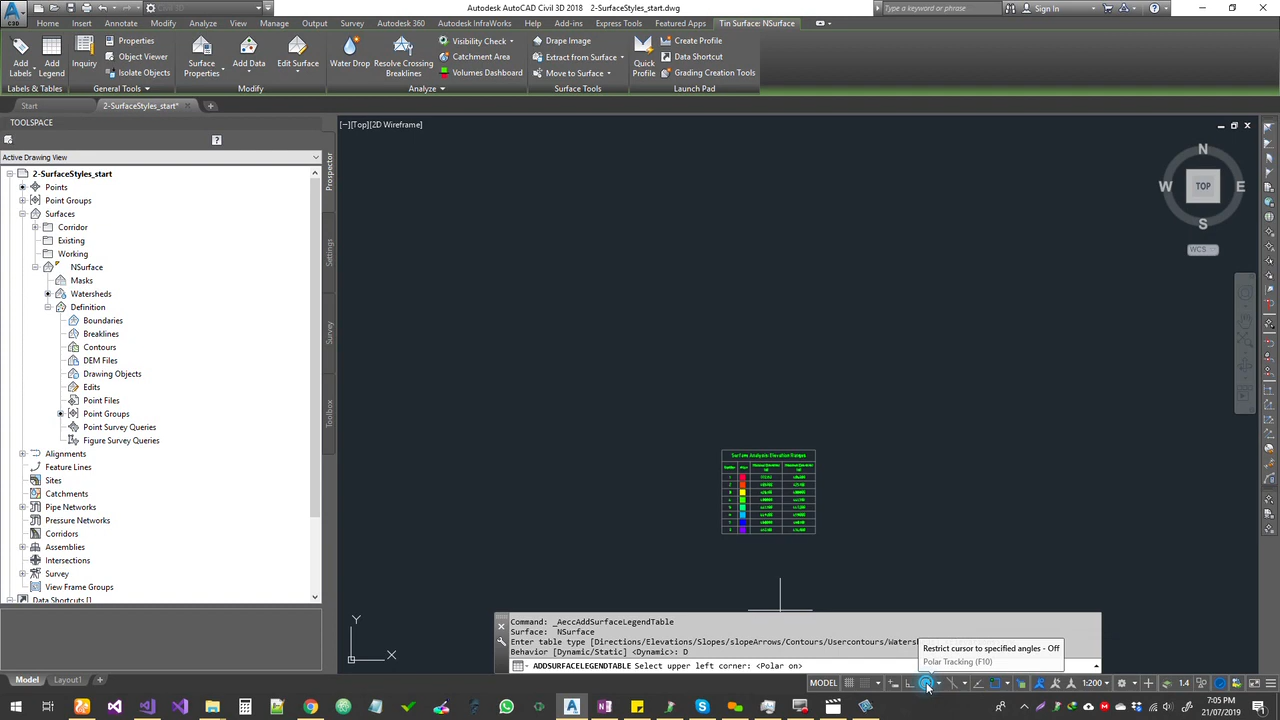 Autodesk AutoCAD Civil 3D 2018   2-SurfaceStyles_start.dwg
Type a keyword or phrase
Sign In
C3D
Home Insert Annotate Modify Analyze View Manage Output Survey Autodesk 360 Autodesk InfraWorks Help Add-ins Express Tools Featured Apps Tin Surface: NSurface
Add Labels
Add Legend
Labels & Tables
Inquiry
Properties
Object Viewer
Isolate Objects
General Tools
Surface Properties
Add Data
Edit Surface
Modify
Water Drop
Resolve Crossing Breaklines
Visibility Check
Catchment Area
Volumes Dashboard
Analyze
Drape Image
Extract from Surface
Move to Surface
Surface Tools
Quick Profile
Create Profile
Data Shortcut
Grading Creation Tools
Launch Pad
Start
2-SurfaceStyles_start*
TOOLSPACE
Active Drawing View
2-SurfaceStyles_start
Points
Point Groups
Surfaces
Corridor
Existing
Working
NSurface
Masks
Watersheds
Definition
Boundaries
Breaklines
Contours
DEM Files
Drawing Objects
Edits
Point Files
Point Groups
Point Survey Queries
Figure Survey Queries
Alignments
Feature Lines
Sites
Catchments
Pipe Networks
Pressure Networks
Corridors
Assemblies
Intersections
Survey
View Frame Groups
Data Shortcuts []
Prospector
Settings
Survey
Toolbox
[−][Top][2D Wireframe]
N
W TOP E
S
WCS
Surface Analysis: Elevation Ranges
Y
X
Command: _AeccAddSurfaceLegendTable
Surface: NSurface
Enter table type [Directions/Elevations/Slopes/slopeArrows/Contours/Usercontours/Watersh
Behavior [Dynamic/Static] <Dynamic>: D
ADDSURFACELEGENDTABLE Select upper left corner: <Polar on>
Restrict cursor to specified angles - Off
Polar Tracking (F10)
Model Layout1 +
MODEL
1:200
1.4
7:05 PM
21/07/2019